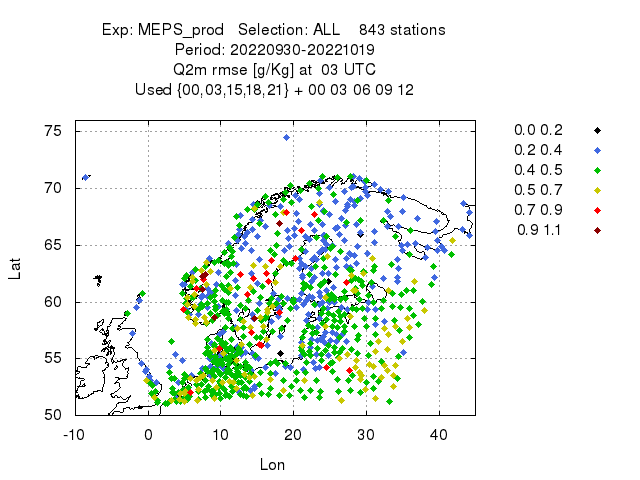 Exp: MEPS_prod   Selection: ALL    843 stations
Period: 20220930-20221019
Q2m rmse [g/Kg] at  03 UTC
Used {00,03,15,18,21} + 00 03 06 09 12
0.0 0.2
0.2 0.4
0.4 0.5
0.5 0.7
0.7 0.9
0.9 1.1
75
70
65
60
55
50
Lat
-10 0 10 20 30 40
Lon